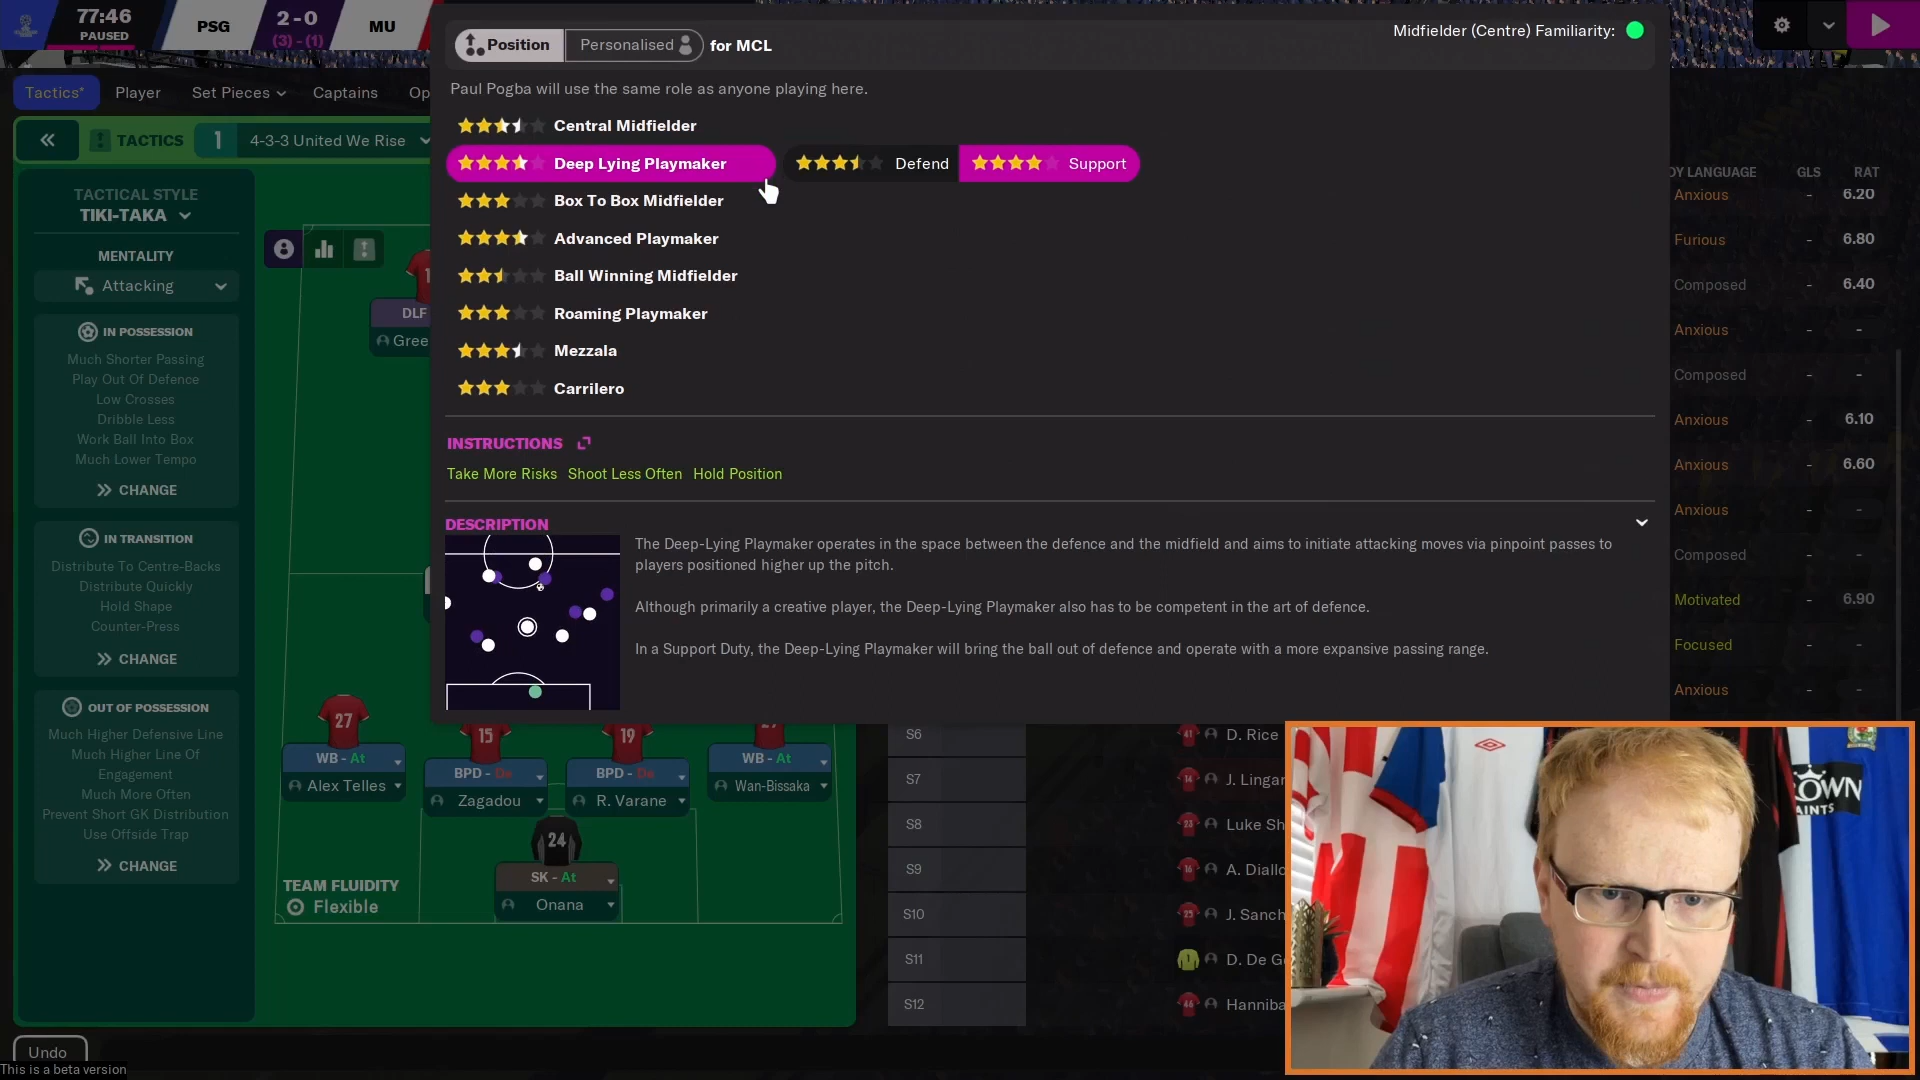 77:46
PAUSED
PSG
2 - 0
(3) - (1)
MU
Position
Personalised
for MCL
Midfielder (Centre) Familiarity:
Tactics*
Player
Set Pieces
Captains
Op
Paul Pogba will use the same role as anyone playing here.
TACTICS
1
4-3-3 United We Rise
Central Midfielder
Deep Lying Playmaker
Defend
Support
Box To Box Midfielder
Advanced Playmaker
Ball Winning Midfielder
Roaming Playmaker
Mezzala
Carrilero
INSTRUCTIONS
Take More Risks Shoot Less Often Hold Position
DESCRIPTION
The Deep-Lying Playmaker operates in the space between the defence and the midfield and aims to initiate attacking moves via pinpoint passes to
players positioned higher up the pitch.
Although primarily a creative player, the Deep-Lying Playmaker also has to be competent in the art of defence.
In a Support Duty, the Deep-Lying Playmaker will bring the ball out of defence and operate with a more expansive passing range.
TACTICAL STYLE
TIKI-TAKA
MENTALITY
Attacking
IN POSSESSION
Much Shorter Passing
Play Out Of Defence
Low Crosses
Dribble Less
Work Ball Into Box
Much Lower Tempo
CHANGE
IN TRANSITION
Distribute To Centre-Backs
Distribute Quickly
Hold Shape
Counter-Press
CHANGE
OUT OF POSSESSION
Much Higher Defensive Line
Much Higher Line Of
Engagement
Much More Often
Prevent Short GK Distribution
Use Offside Trap
CHANGE
DLF
Gree
27
WB - At
Alex Telles
15
BPD - De
Zagadou
19
BPD - De
R. Varane
29
WB - At
Wan-Bissaka
24
SK - At
Onana
TEAM FLUIDITY
Flexible
DY LANGUAGE GLS RAT
Anxious - 6.20
Furious - 6.80
Composed - 6.40
Anxious - -
Composed - -
Anxious - 6.10
Anxious - 6.60
Anxious - -
Composed - -
Motivated - 6.90
Focused - -
Anxious - -
S6 D. Rice
S7 J. Lingar
S8 Luke Sh
S9 A. Diallo
S10 J. Sanch
S11 D. De G
S12 Hanniba
Undo
This is a beta version